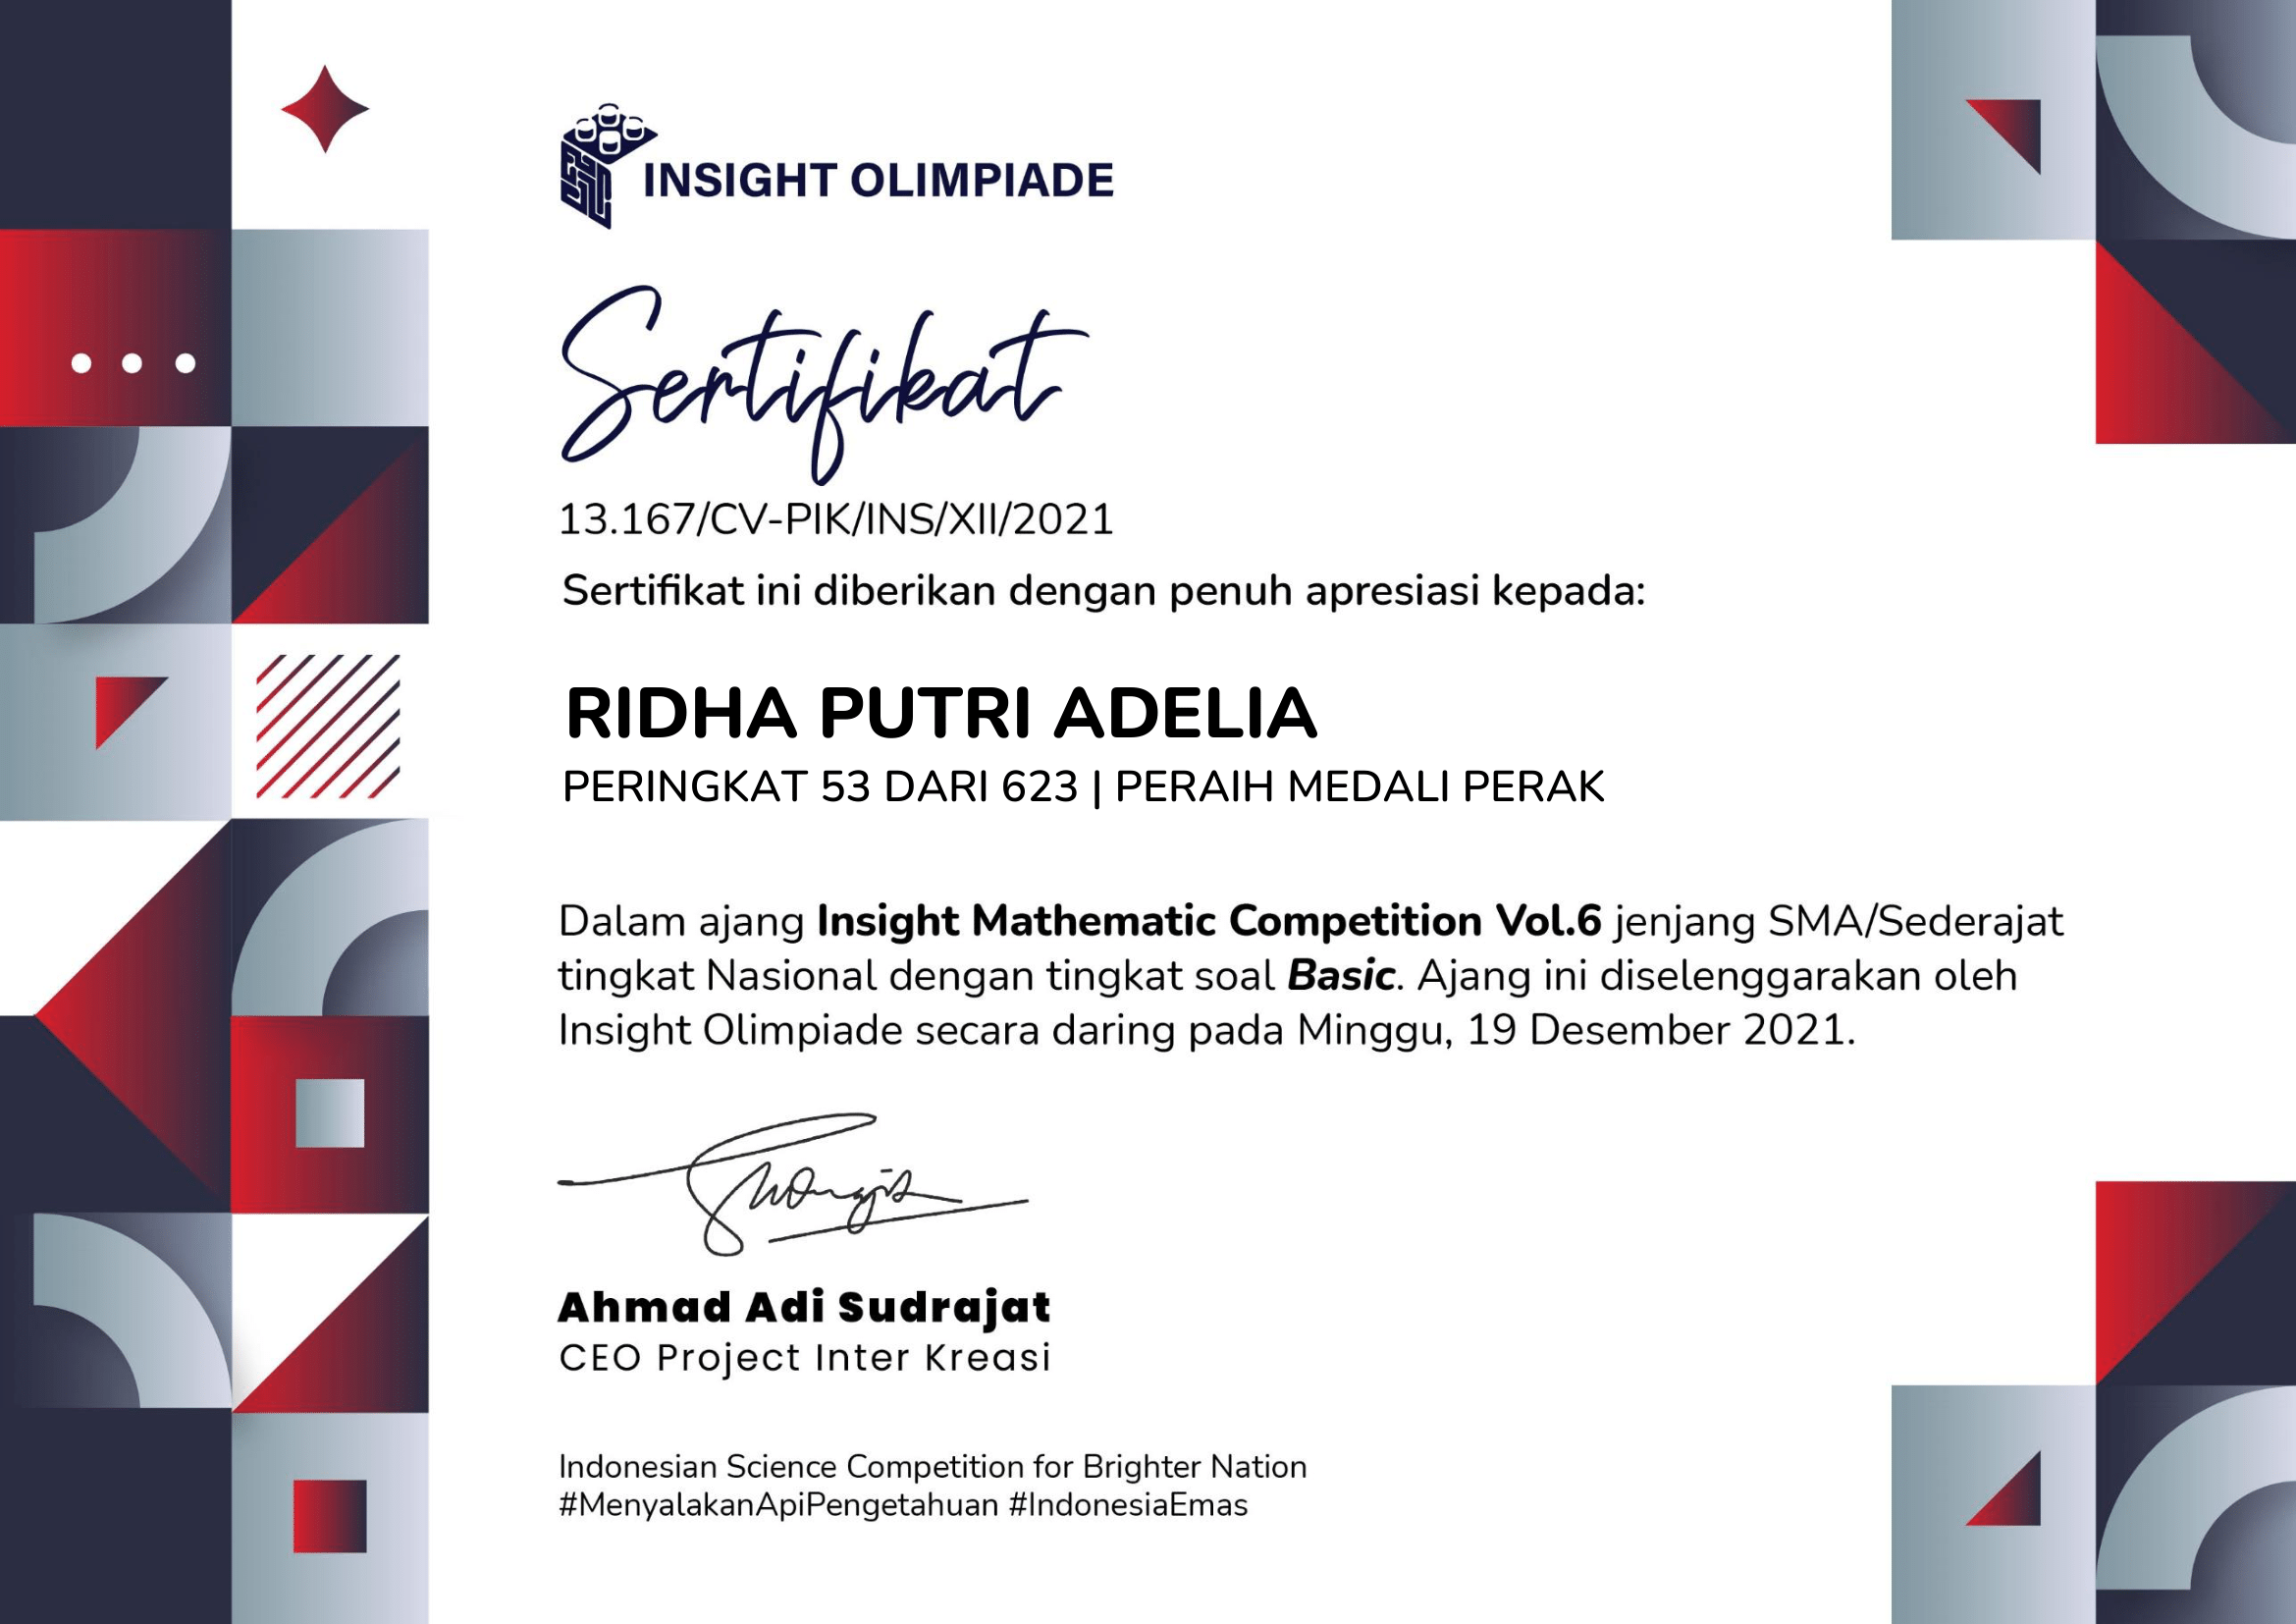 INSIGHT OLIMPIADE
Sertifikat
13.167/CV-PIK/INS/XII/2021
Sertifikat ini diberikan dengan penuh apresiasi kepada:
RIDHA PUTRI ADELIA
PERINGKAT 53 DARI 623 | PERAIH MEDALI PERAK
Dalam ajang Insight Mathematic Competition Vol.6 jenjang SMA/Sederajat
tingkat Nasional dengan tingkat soal Basic. Ajang ini diselenggarakan oleh
Insight Olimpiade secara daring pada Minggu, 19 Desember 2021.
Ahmad Adi Sudrajat
CEO Project Inter Kreasi
Indonesian Science Competition for Brighter Nation
#MenyalakanApiPengetahuan #IndonesiaEmas